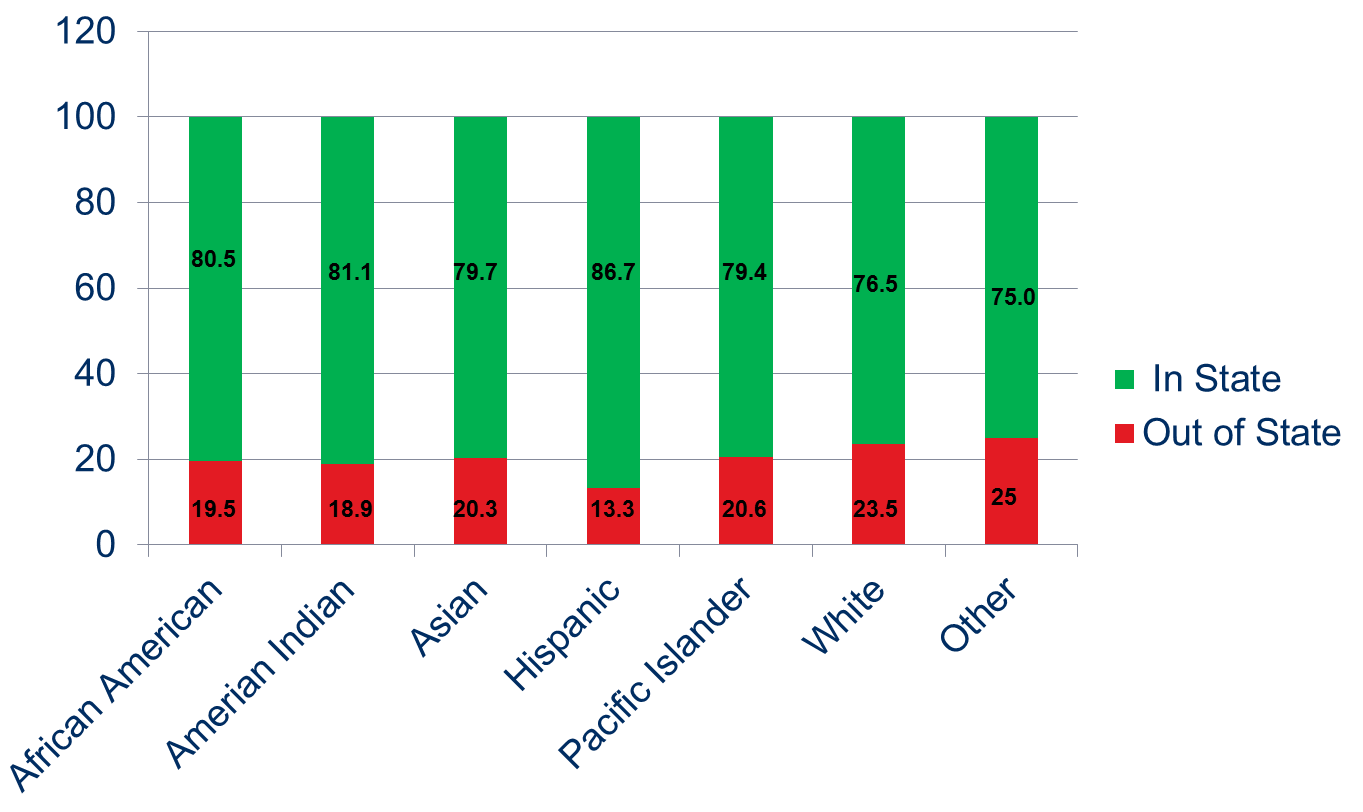 120
100
80
60
40
20
0
80.5
81.1
79.7
86.7
79.4
76.5
75.0
19.5
18.9
20.3
13.3
20.6
23.5
25
African American
Amerian Indian
Asian
Hispanic
Pacific Islander
White
Other
In State
Out of State